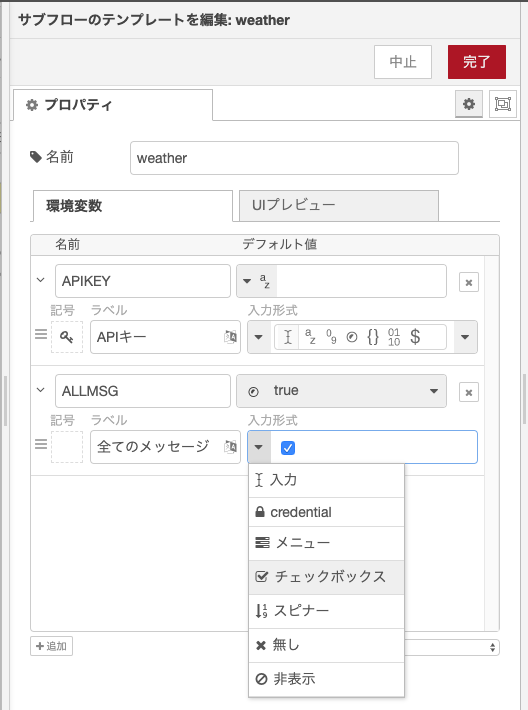 サブフローのテンプレートを編集: weather
中止
完了
プロパティ
名前
weather
環境変数
UIプレビュー
名前 デフォルト値
APIKEY
a z
記号 ラベル 入力形式
APIキー
a z 0 9 {} 01 10 $
ALLMSG
true
記号 ラベル 入力形式
全てのメッセージ
入力
credential
メニュー
チェックボックス
スピナー
無し
非表示
+追加